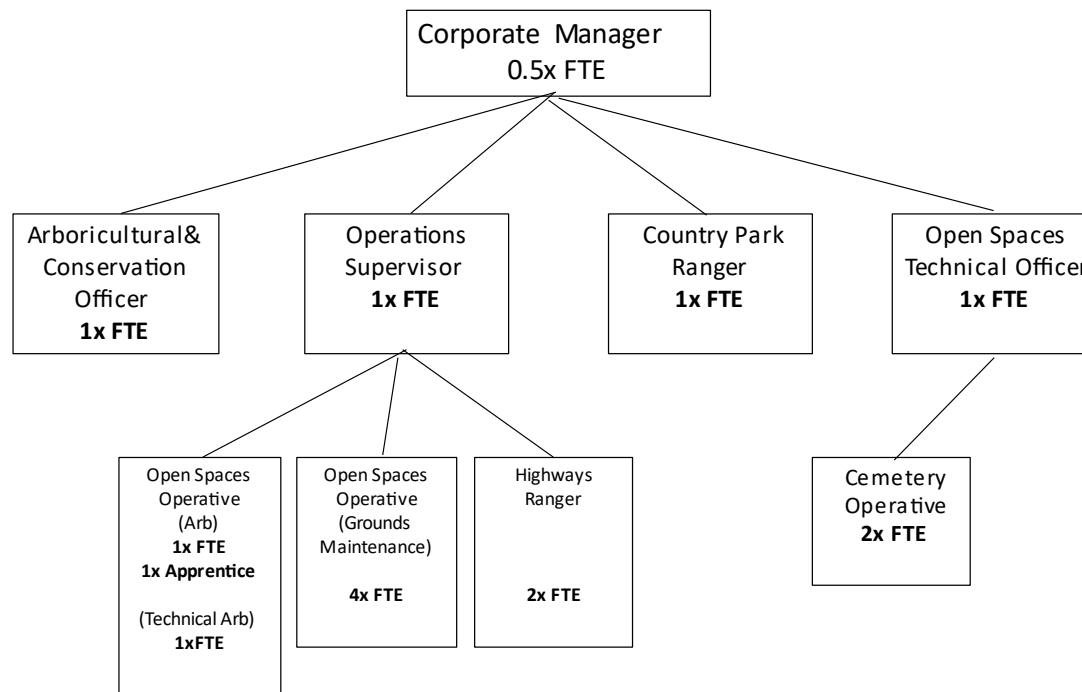 Corporate Manager
0.5x FTE
Arboricultural&
Conservation
Officer
1x FTE
Operations
Supervisor
1x FTE
Country Park
Ranger
1x FTE
Open Spaces
Technical Officer
1x FTE
Open Spaces
Operative
(Arb)
1x FTE
1x Apprentice
(Technical Arb)
1xFTE
Open Spaces
Operative
(Grounds
Maintenance)
4x FTE
Highways
Ranger
2x FTE
Cemetery
Operative
2x FTE